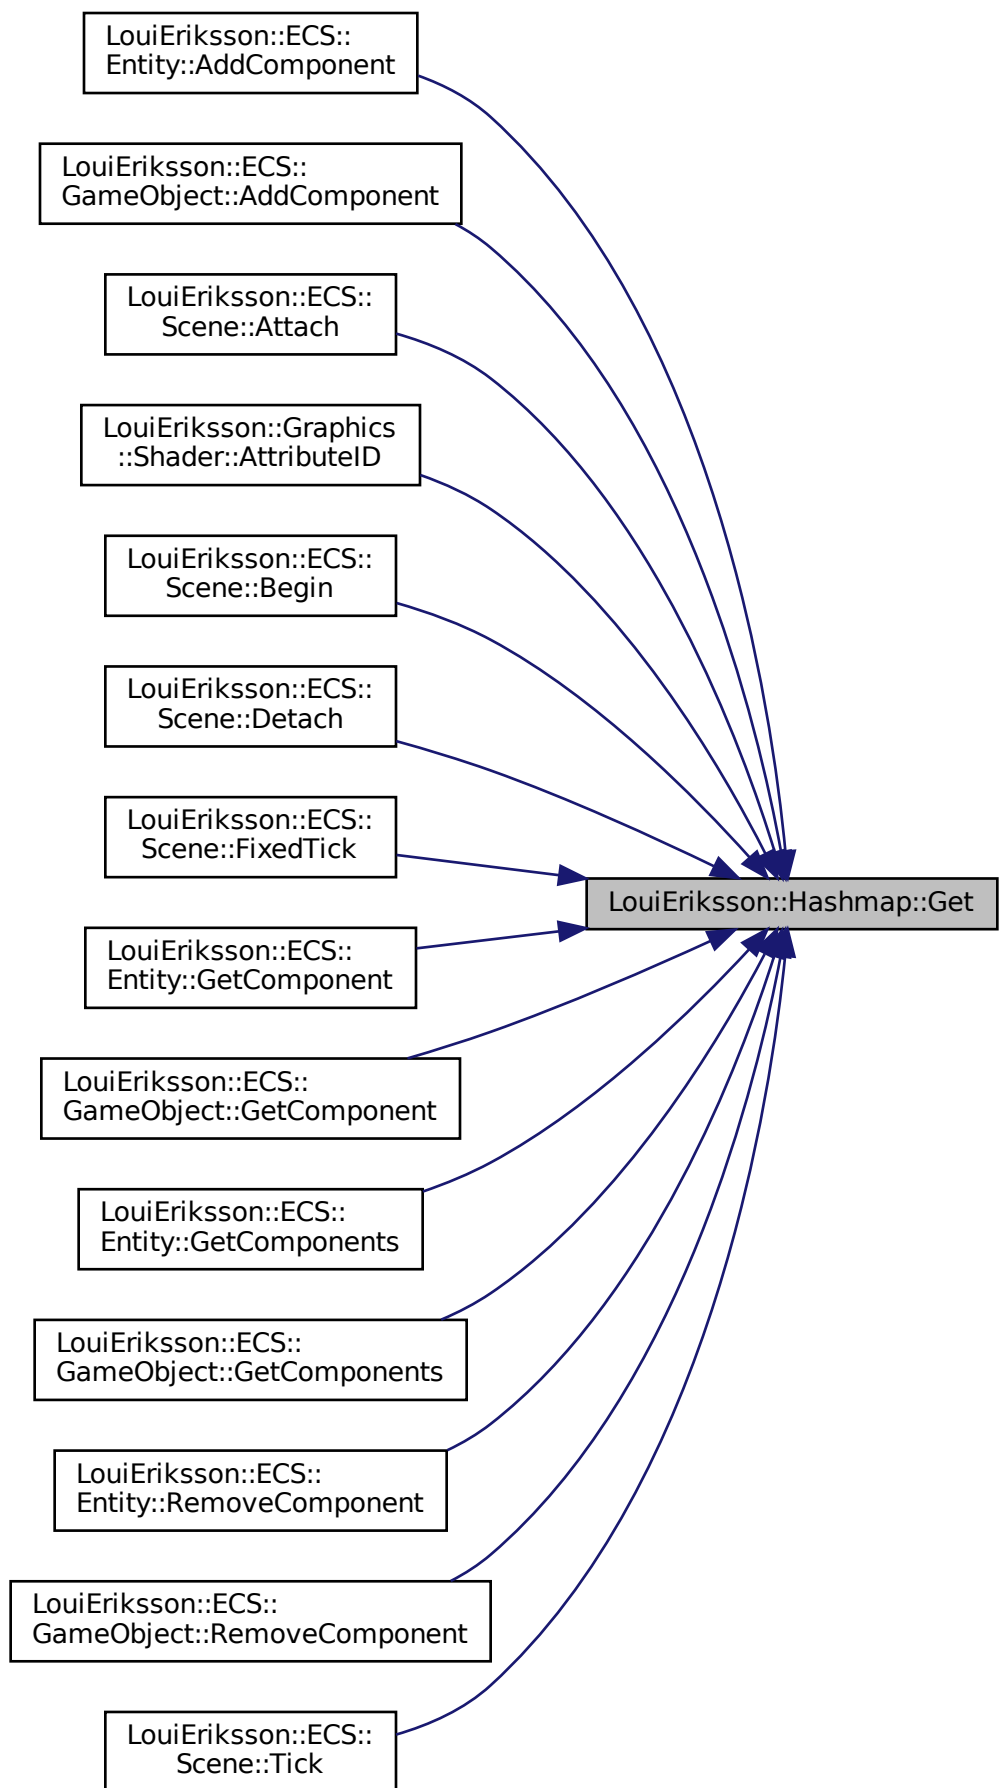 LouiEriksson::ECS::
Entity::AddComponent
LouiEriksson::ECS::
GameObject::AddComponent
LouiEriksson::ECS::
Scene::Attach
LouiEriksson::Graphics
::Shader::AttributeID
LouiEriksson::ECS::
Scene::Begin
LouiEriksson::ECS::
Scene::Detach
LouiEriksson::ECS::
Scene::FixedTick
LouiEriksson::Hashmap::Get
LouiEriksson::ECS::
Entity::GetComponent
LouiEriksson::ECS::
GameObject::GetComponent
LouiEriksson::ECS::
Entity::GetComponents
LouiEriksson::ECS::
GameObject::GetComponents
LouiEriksson::ECS::
Entity::RemoveComponent
LouiEriksson::ECS::
GameObject::RemoveComponent
LouiEriksson::ECS::
Scene::Tick